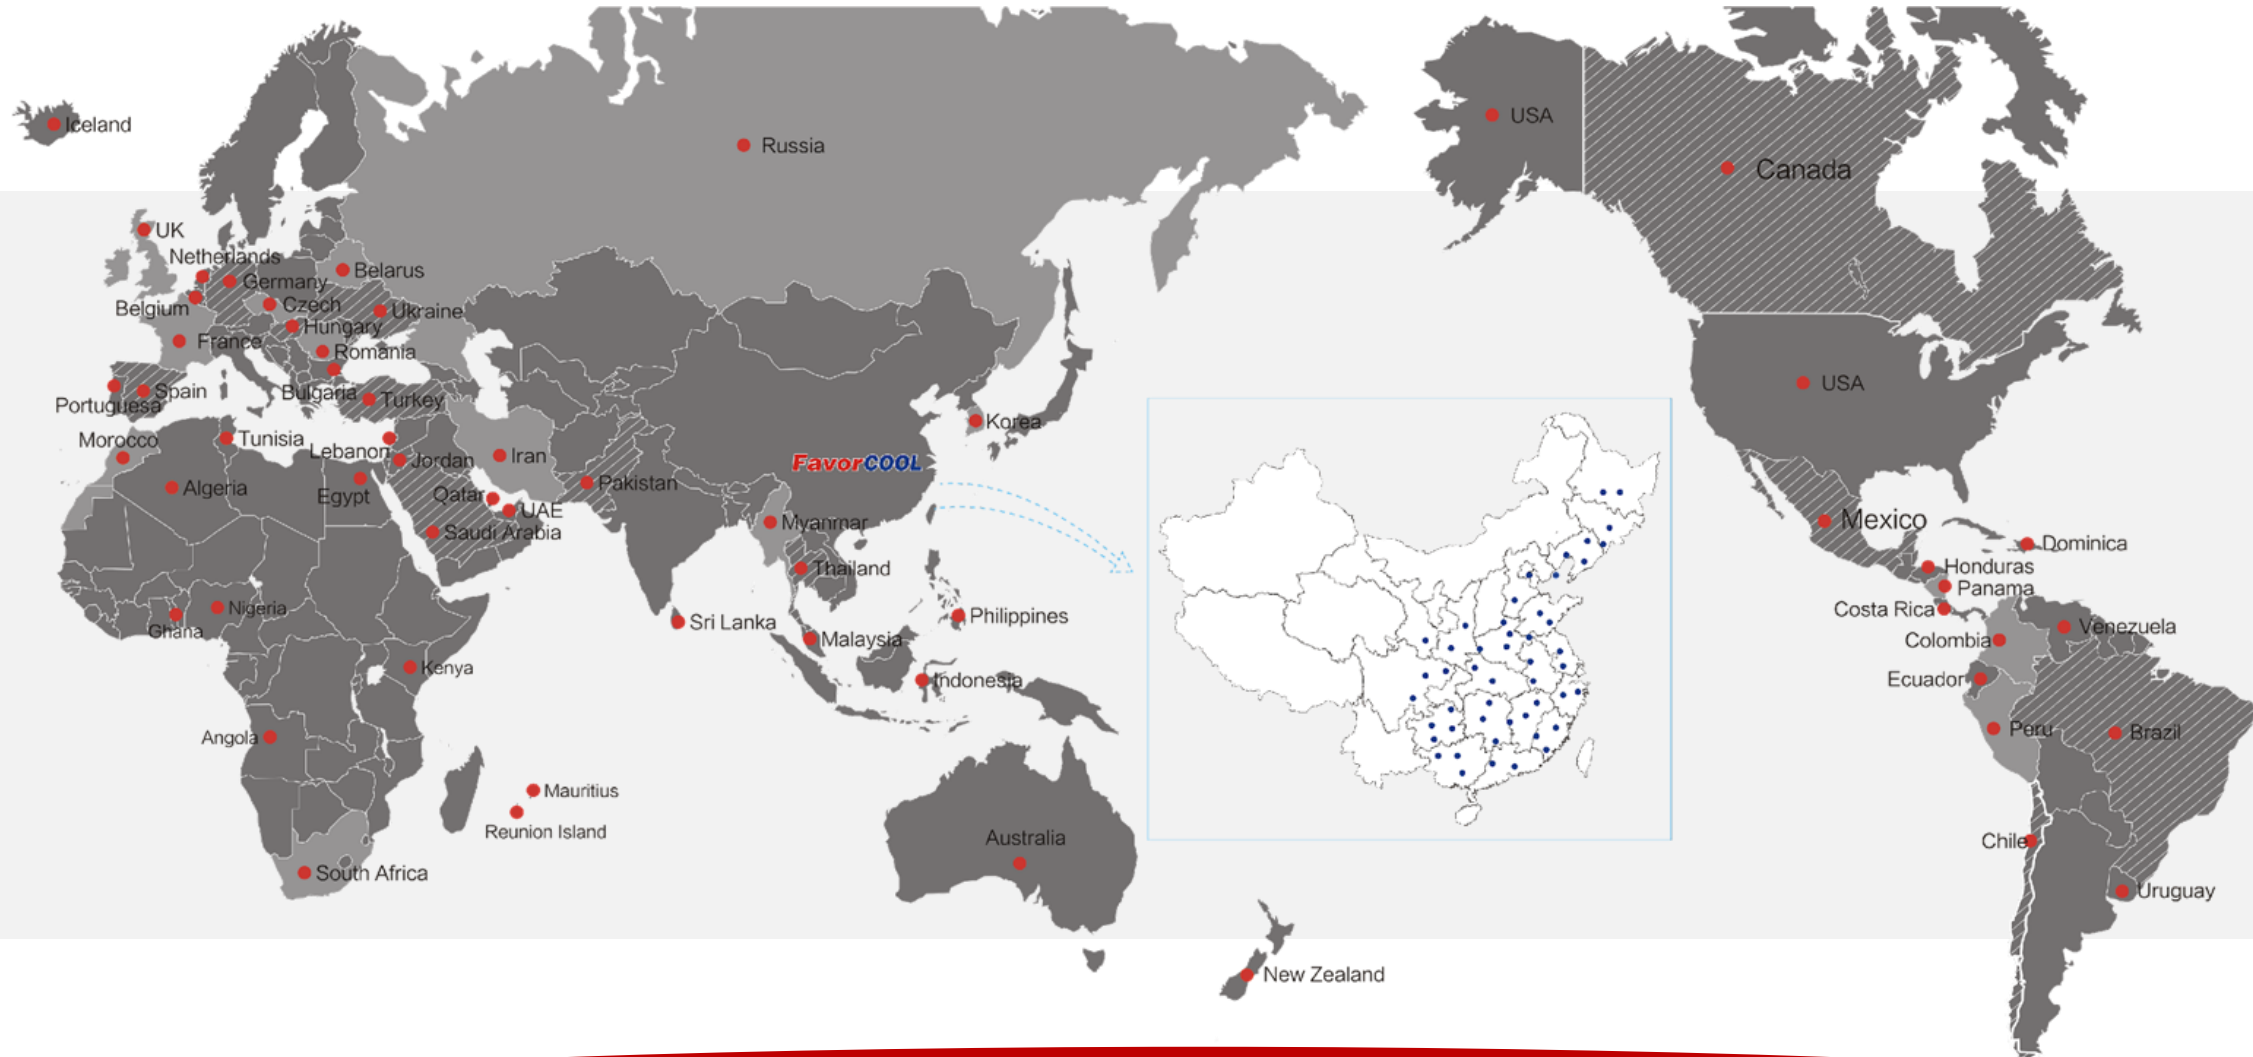 Iceland
Russia
USA
Canada
UK
Netherlands
Germany
Belarus
Belgium
Czech
Ukraine
Hungary
France
Romania
Spain
Bulgaria
Turkey
Portuguesa
USA
Korea
Morocco
Tunisia
Lebanon
Jordan
Iran
FavorCOOL
Pakistan
Algeria
Egypt
Qatar
UAE
Saudi Arabia
Myanmar
Mexico
Dominica
Thailand
Honduras
Panama
Nigeria
Ghana
Sri Lanka
Philippines
Costa Rica
Malaysia
Colombia
Venezuela
Kenya
Indonesia
Ecuador
Angola
Peru
Brazil
Mauritius
Reunion Island
Australia
Chile
South Africa
Uruguay
New Zealand